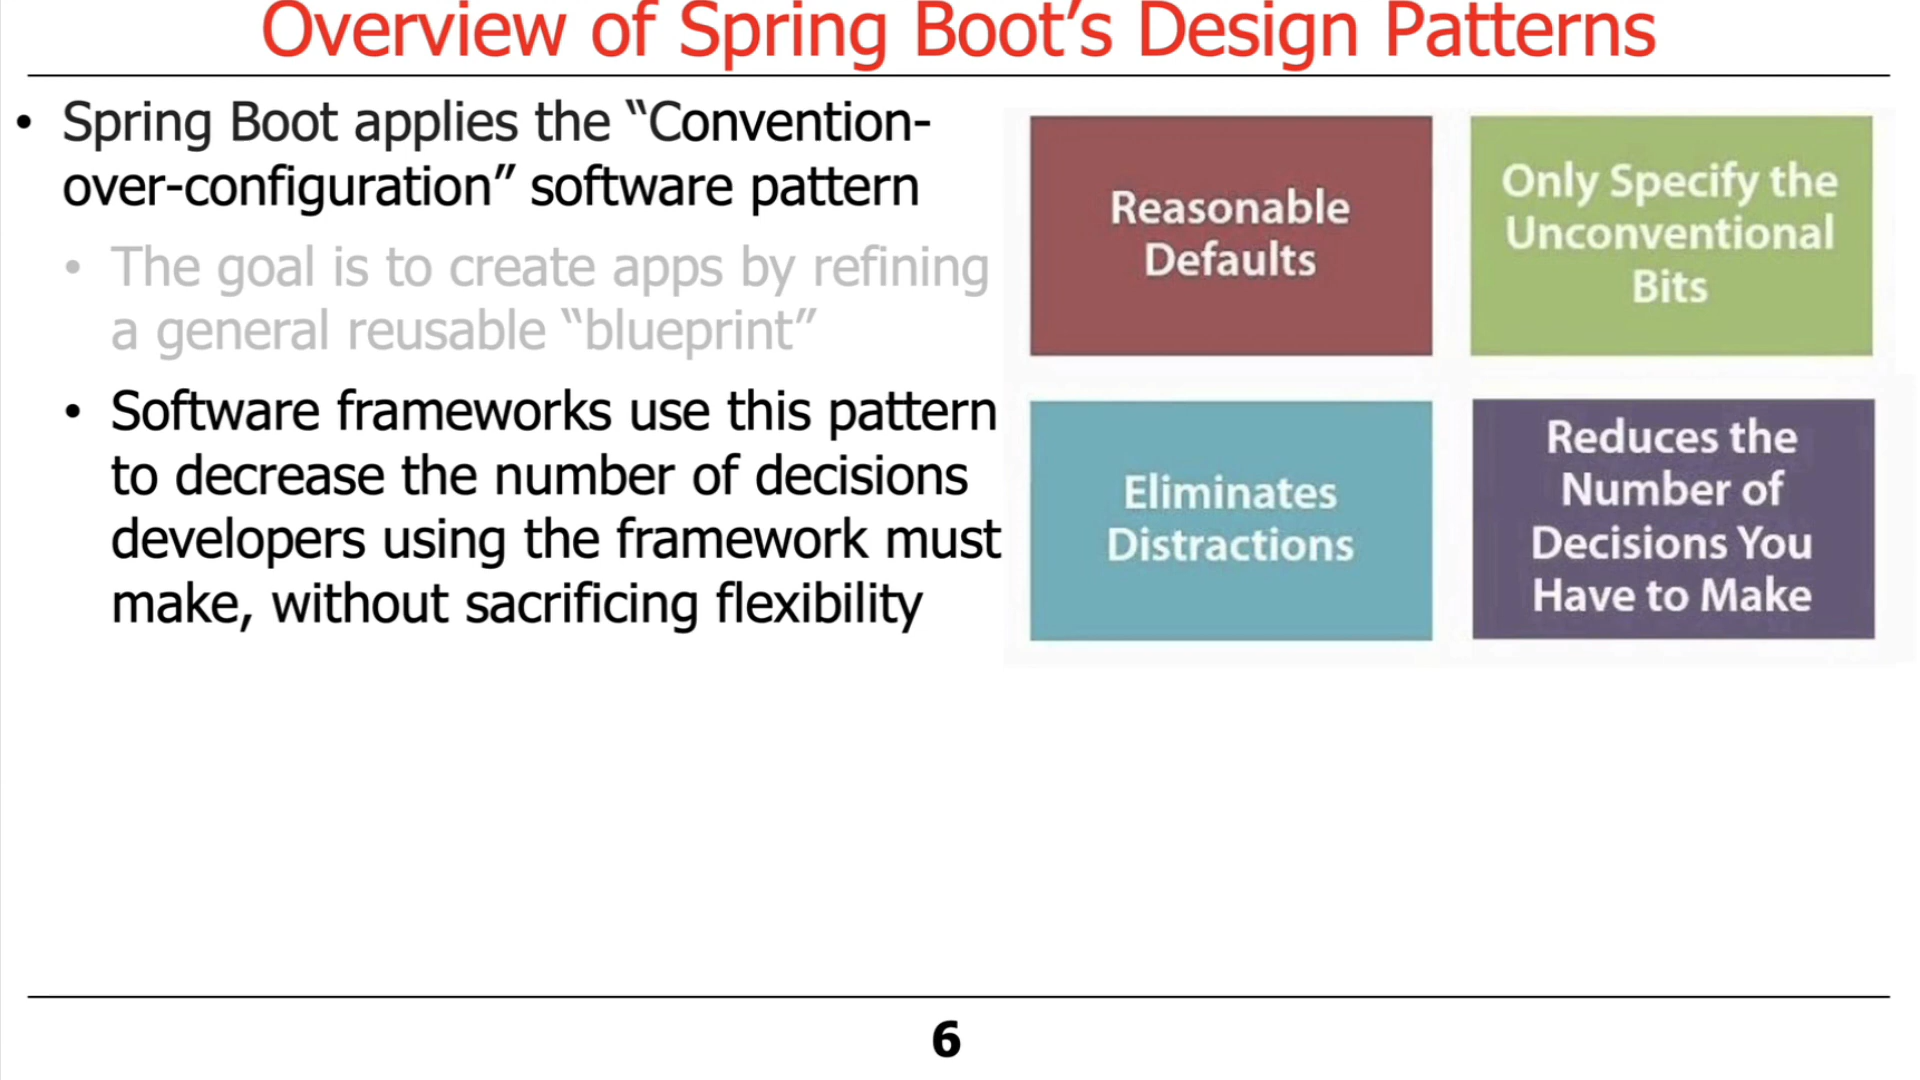 Overview of Spring Boot’s Design Patterns
• Spring Boot applies the “Convention-
over-configuration” software pattern
• The goal is to create apps by refining
a general reusable “blueprint”
• Software frameworks use this pattern
to decrease the number of decisions
developers using the framework must
make, without sacrificing flexibility
Reasonable
Defaults
Only Specify the
Unconventional
Bits
Eliminates
Distractions
Reduces the
Number of
Decisions You
Have to Make
6